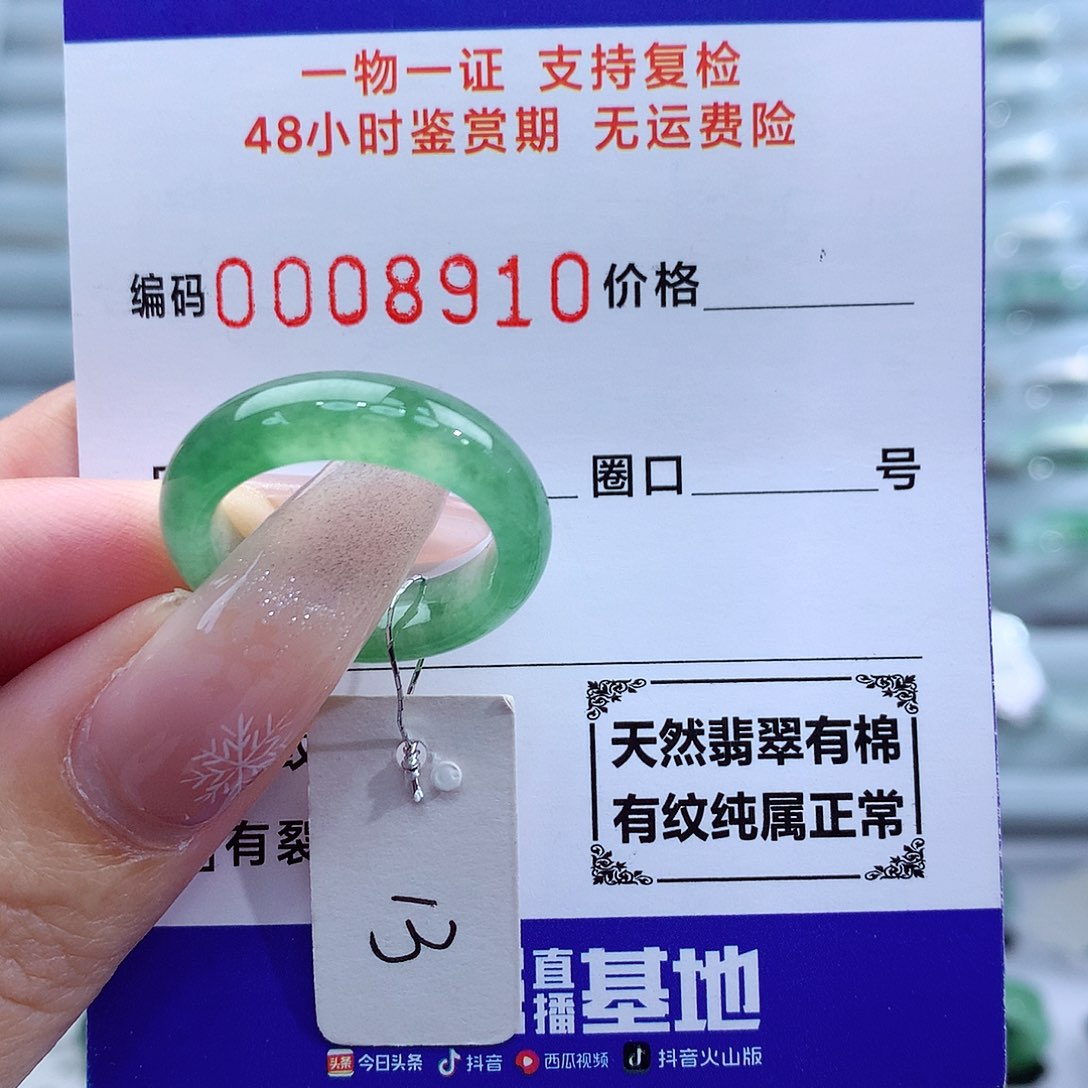 一物一证 支持复检
48小时鉴赏期 无运费险
编码0008910价格
圈口 号
天然翡翠有棉
有纹纯属正常
有裂
13
直播基地
今日头条 抖音 西瓜视频 抖音火山版